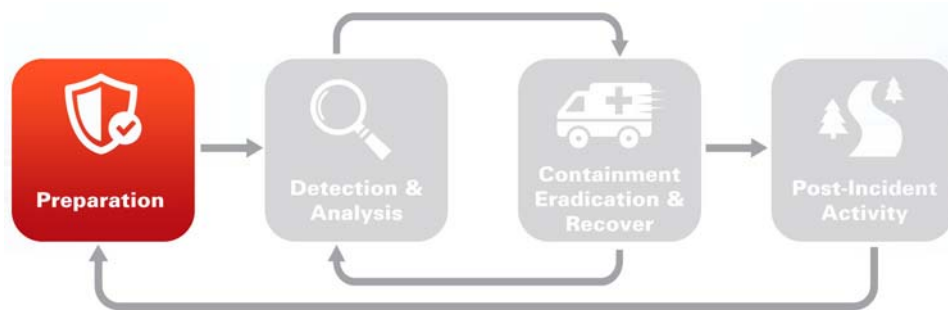 Preparation
Detection &
Analysis
Containment
Eradication &
Recover
Post-Incident
Activity